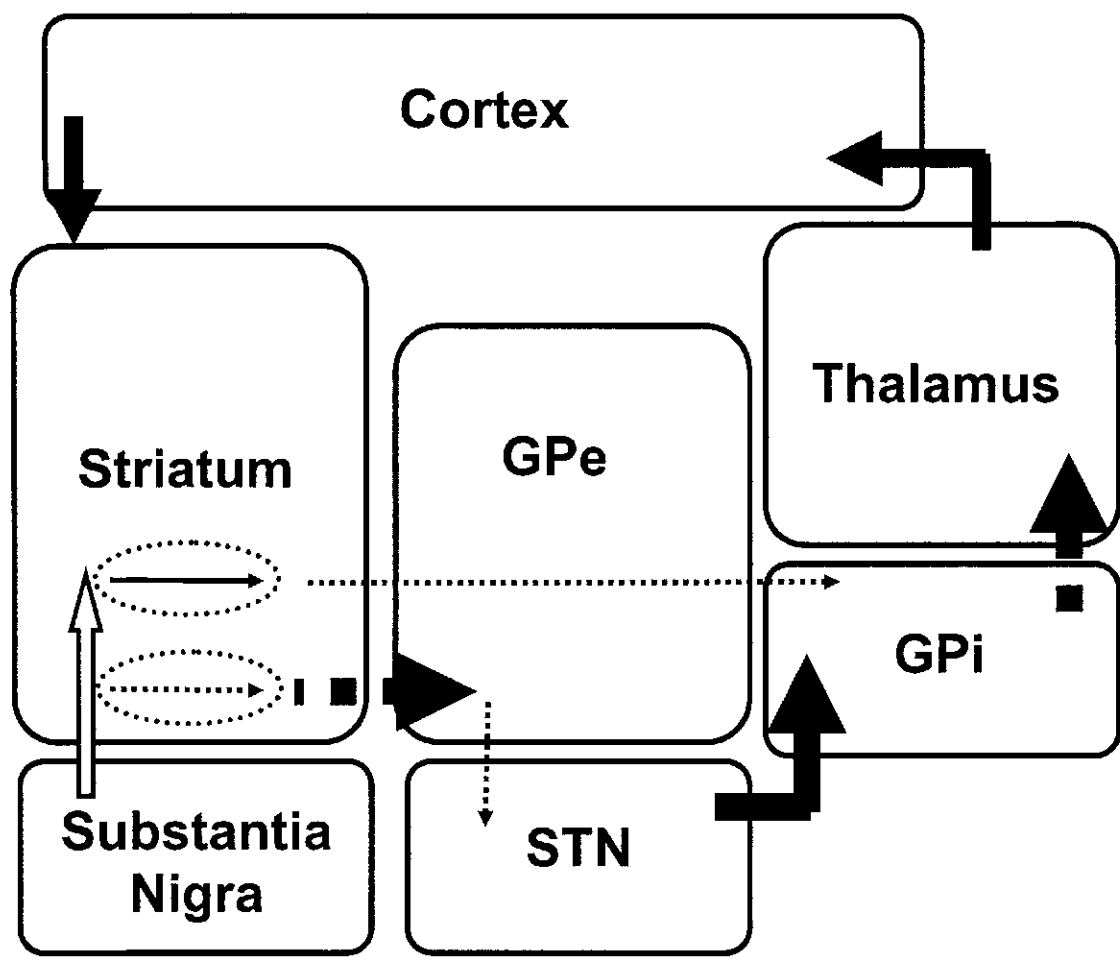 Cortex
Thalamus
Striatum
GPe
GPi
Substantia
Nigra
STN